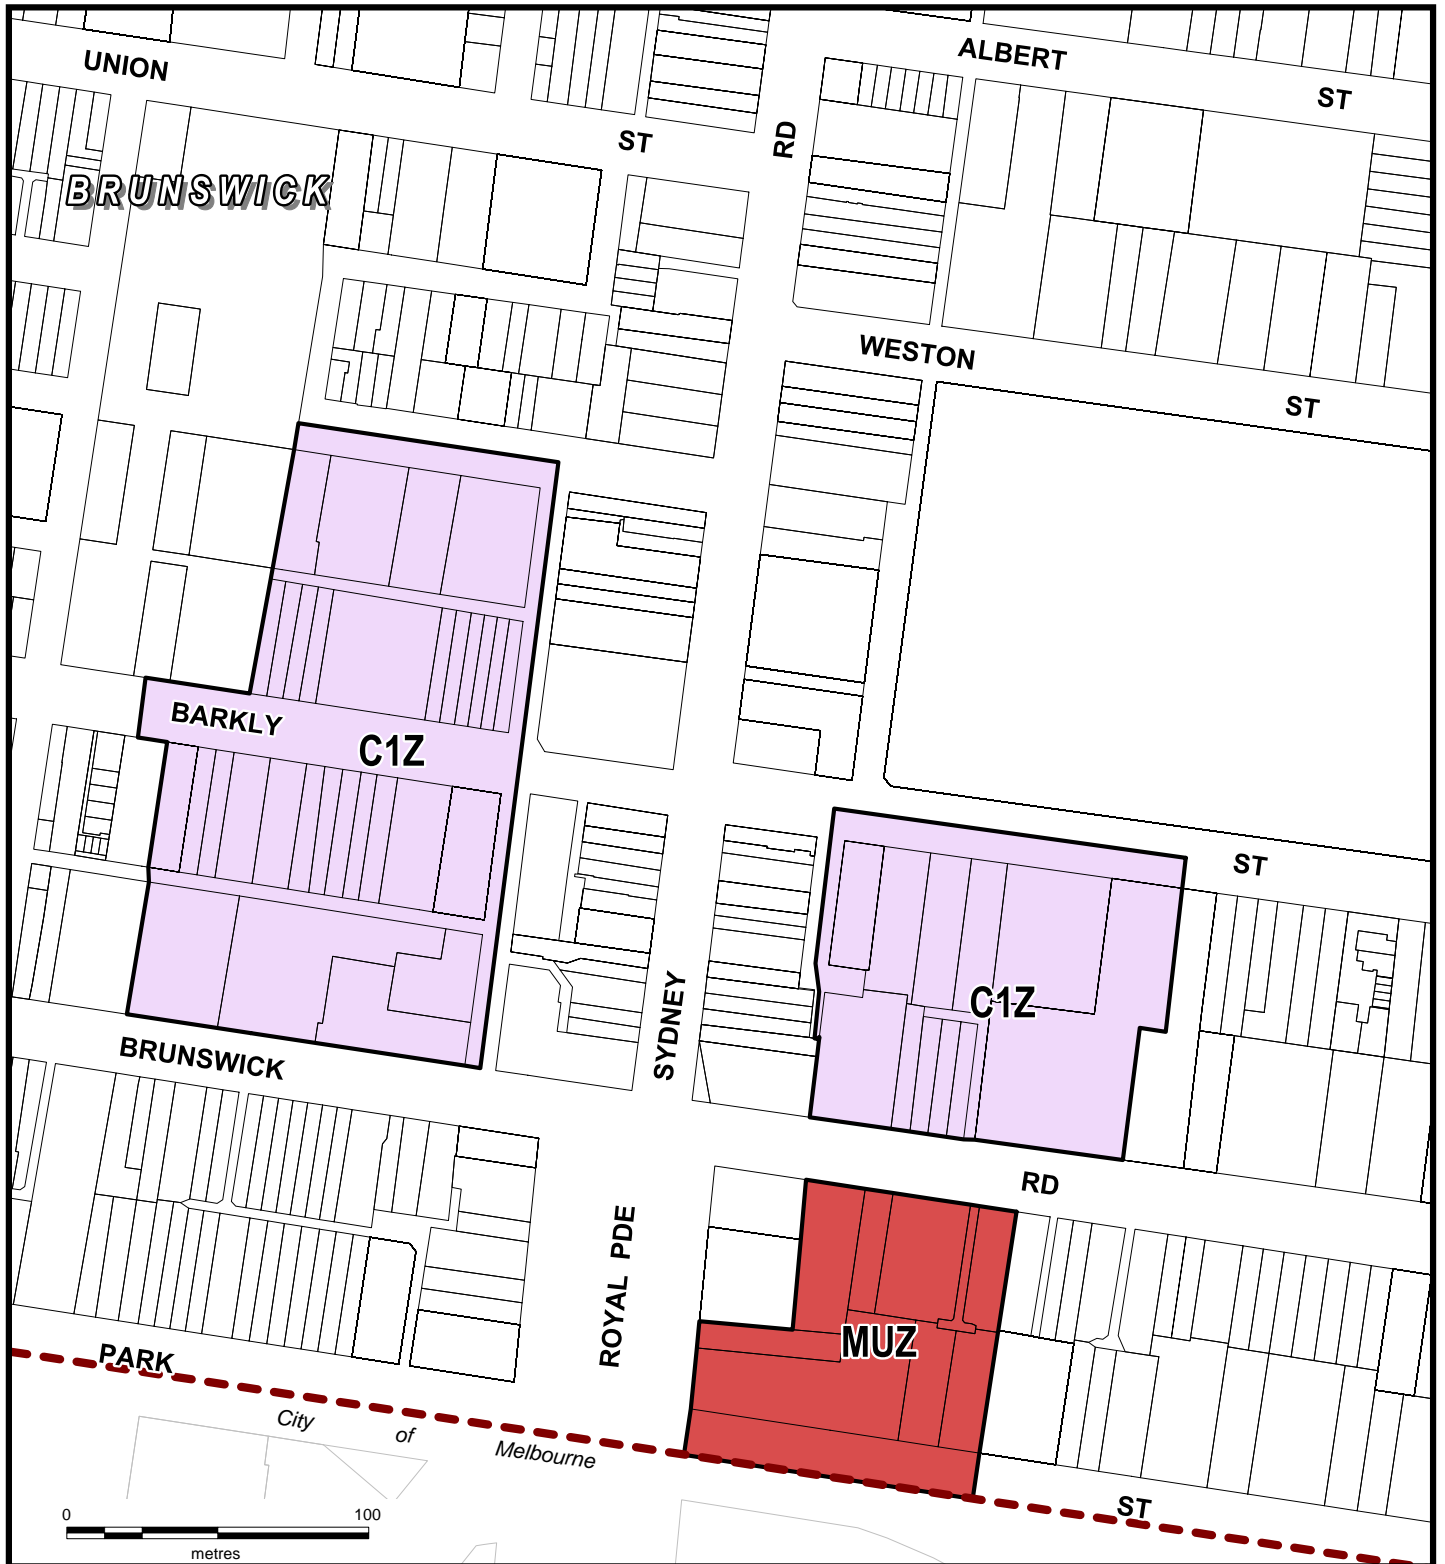 ALBERT
UNION
ST
ST
RD
BRUNSWICK
WESTON
ST
BARKLY
C1Z
ST
C1Z
SYDNEY
BRUNSWICK
RD
ROYAL PDE
MUZ
PARK
City of Melbourne
ST
0 100
metres